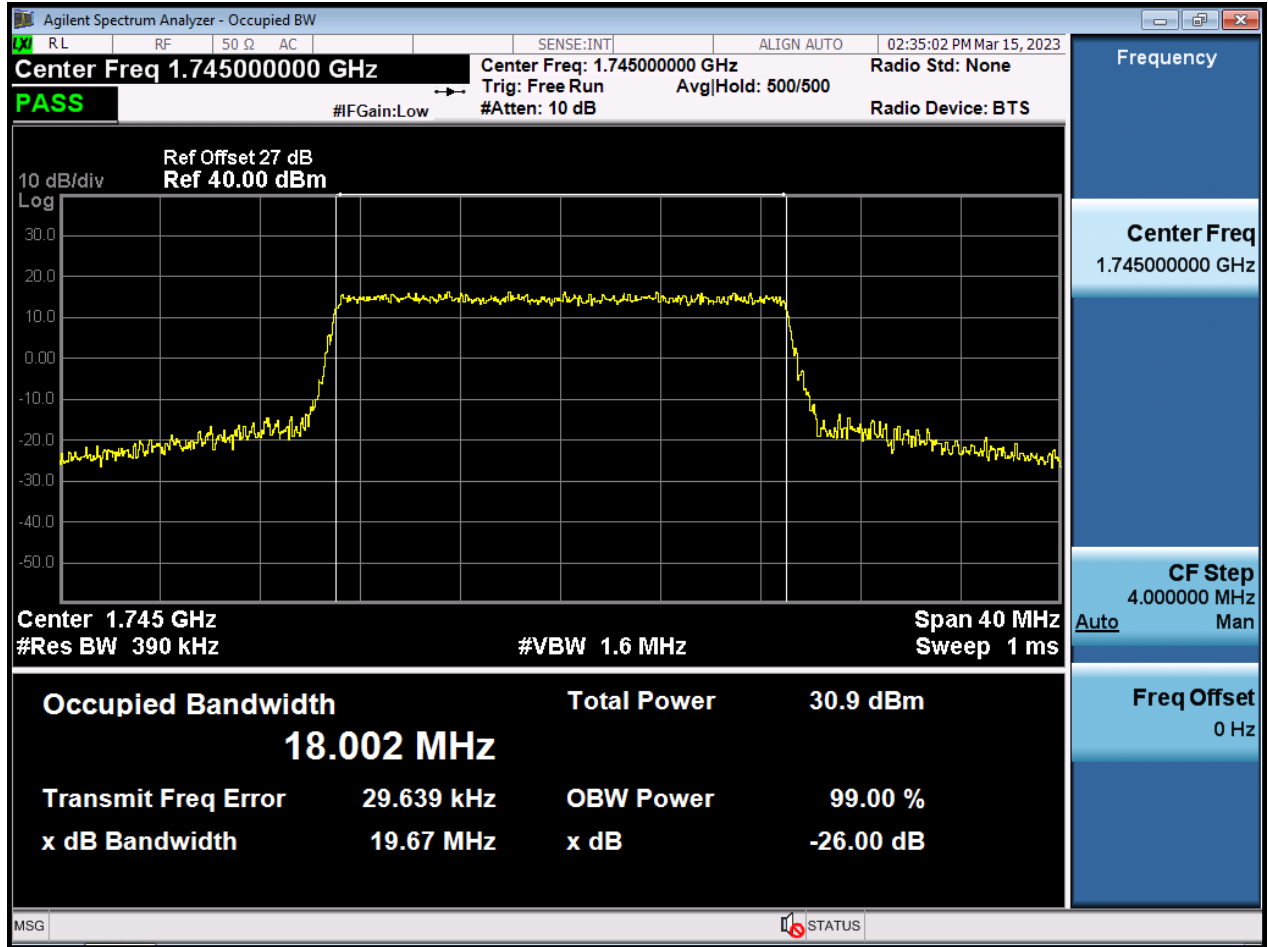 Agilent Spectrum Analyzer - Occupied BW
LXI RL RF 50 Ω AC SENSE:INT ALIGN AUTO 02:35:02 PM Mar 15, 2023
Center Freq 1.745000000 GHz
PASS
#IFGain:Low
Center Freq: 1.745000000 GHz
Trig: Free Run Avg|Hold: 500/500
#Atten: 10 dB
Radio Std: None
Radio Device: BTS
Ref Offset 27 dB
10 dB/div Ref 40.00 dBm
Log
30.0
20.0
10.0
0.00
-10.0
-20.0
-30.0
-40.0
-50.0
Center 1.745 GHz Span 40 MHz
#Res BW 390 kHz #VBW 1.6 MHz Sweep 1 ms
Occupied Bandwidth Total Power 30.9 dBm
18.002 MHz
Transmit Freq Error 29.639 kHz OBW Power 99.00 %
x dB Bandwidth 19.67 MHz x dB -26.00 dB
Frequency
Center Freq
1.745000000 GHz
CF Step
4.000000 MHz
Auto Man
Freq Offset
0 Hz
MSG STATUS